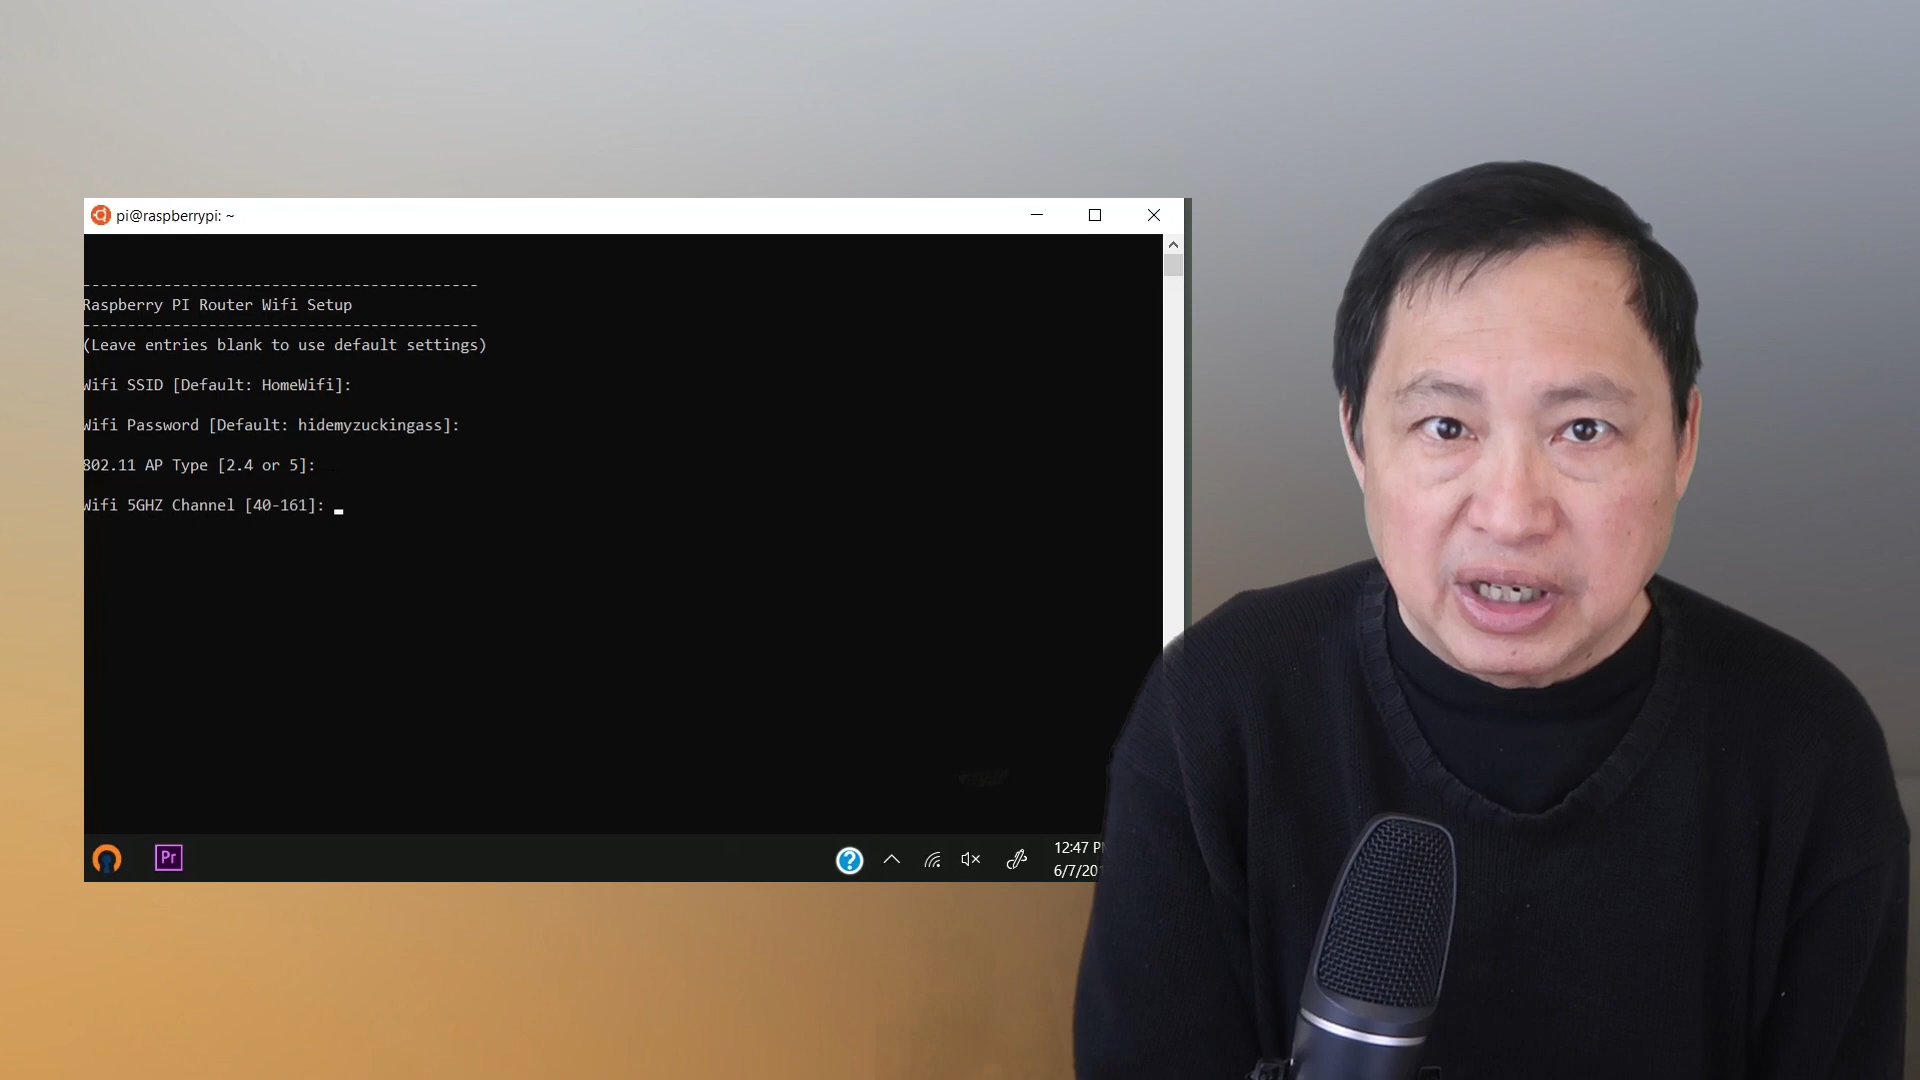 pi@raspberrypi: ~
--------------------------------------------
Raspberry PI Router Wifi Setup
--------------------------------------------
(Leave entries blank to use default settings)
Wifi SSID [Default: HomeWifi]:
Wifi Password [Default: hidemyzuckingass]:
802.11 AP Type [2.4 or 5]:
Wifi 5GHZ Channel [40-161]:
Pr
?
12:47 P
6/7/20